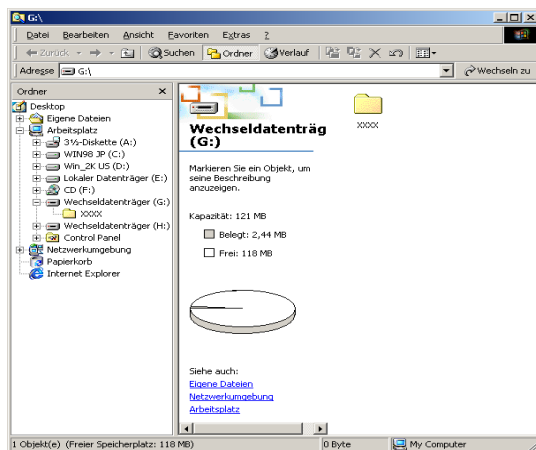 G:\
Datei Bearbeiten Ansicht Favoriten Extras ?
Zurück Suchen Ordner Verlauf
Adresse G:\ Wechseln zu
Ordner
Desktop
Eigene Dateien
Arbeitsplatz
3½-Diskette (A:)
WIN98 JP (C:)
Win_2K US (D:)
Lokaler Datenträger (E:)
CD (F:)
Wechseldatenträger (G:)
XXXX
Wechseldatenträger (H:)
Control Panel
Netzwerkumgebung
Papierkorb
Internet Explorer
Wechseldatenträg
(G:)
Markieren Sie ein Objekt, um
seine Beschreibung
anzuzeigen.
Kapazität: 121 MB
Belegt: 2,44 MB
Frei: 118 MB
Siehe auch:
Eigene Dateien
Netzwerkumgebung
Arbeitsplatz
XXXX
1 Objekt(e) (Freier Speicherplatz: 118 MB) 0 Byte My Computer